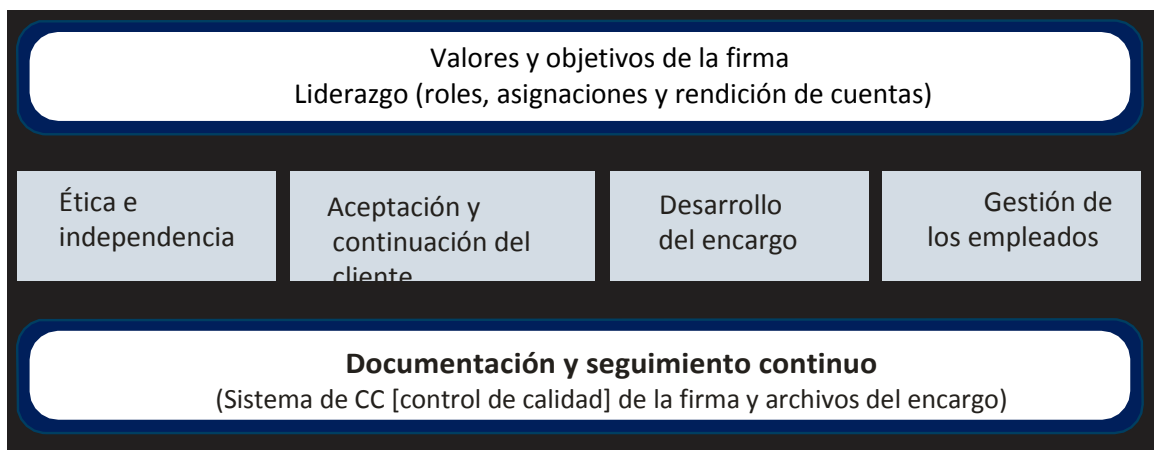 Valores y objetivos de la firma
Liderazgo (roles, asignaciones y rendición de cuentas)
Ética e
independencia
Aceptación y
continuación del
cliente
Desarrollo
del encargo
Gestión de
los empleados
Documentación y seguimiento continuo
(Sistema de CC [control de calidad] de la firma y archivos del encargo)